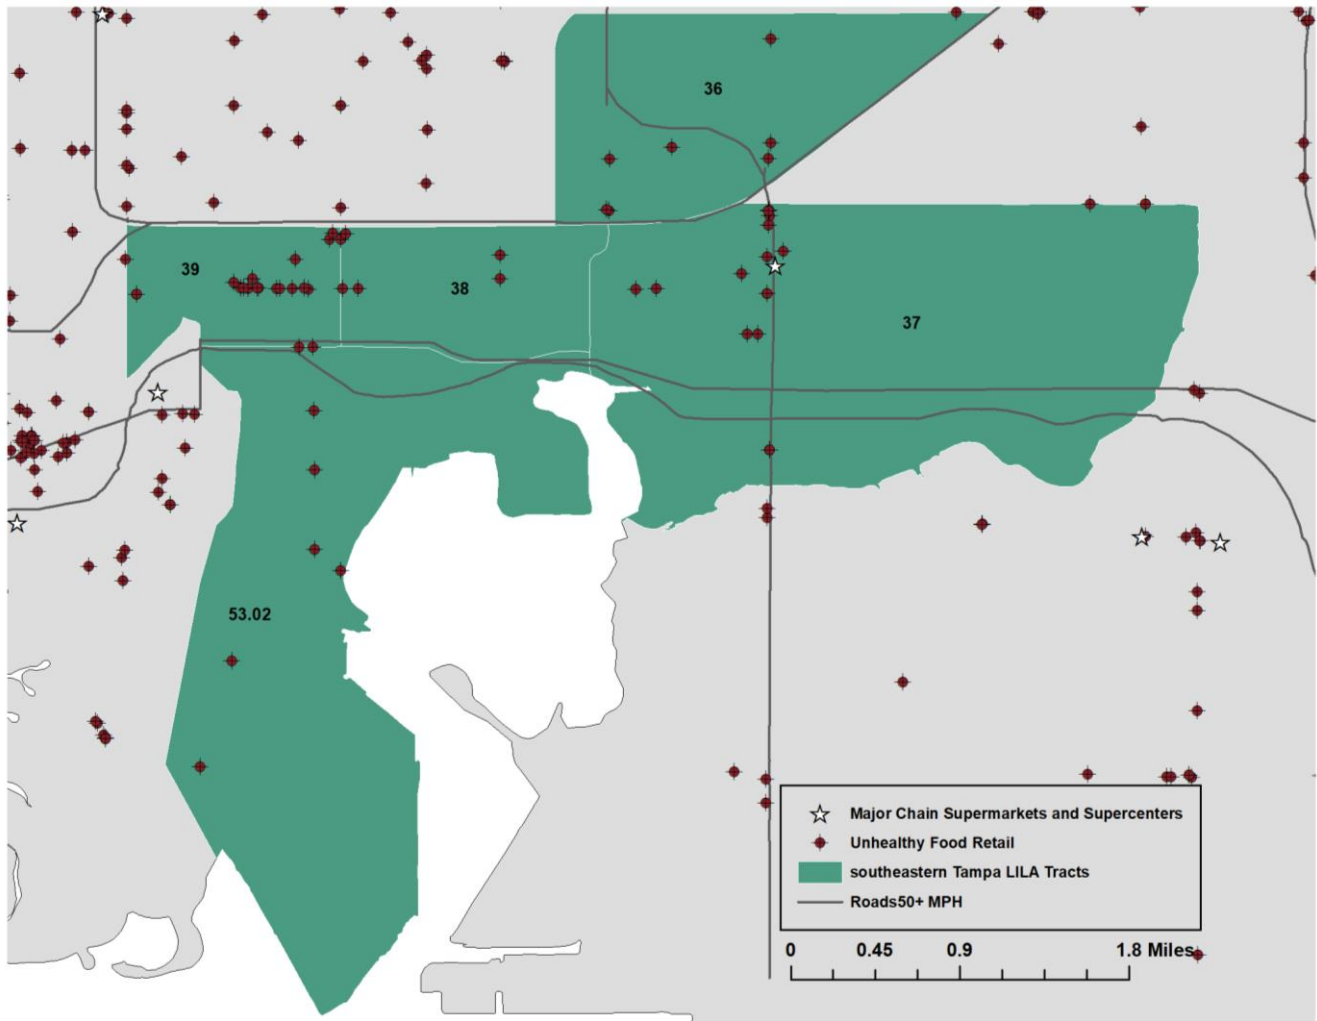 36
39
38
37
53.02
Major Chain Supermarkets and Supercenters
Unhealthy Food Retail
southeastern Tampa LILA Tracts
Roads50+ MPH
0 0.45 0.9 1.8 Miles